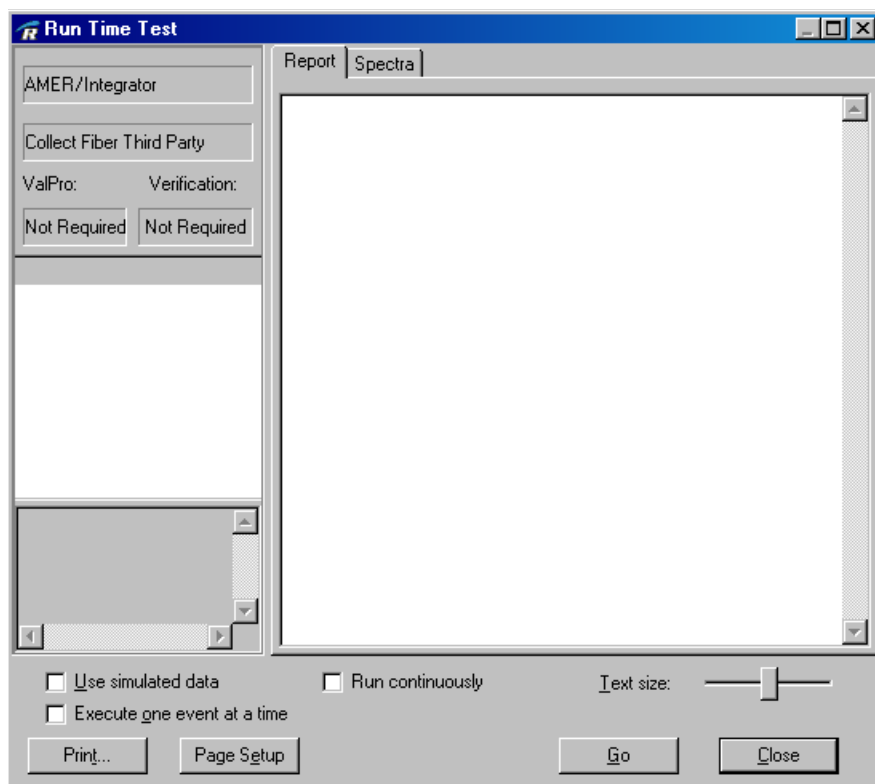 Run Time Test
AMER/Integrator
Collect Fiber Third Party
ValPro: Verification:
Not Required Not Required
Report Spectra
Use simulated data
Run continuously
Text size:
Execute one event at a time
Print... Page Setup Go Close